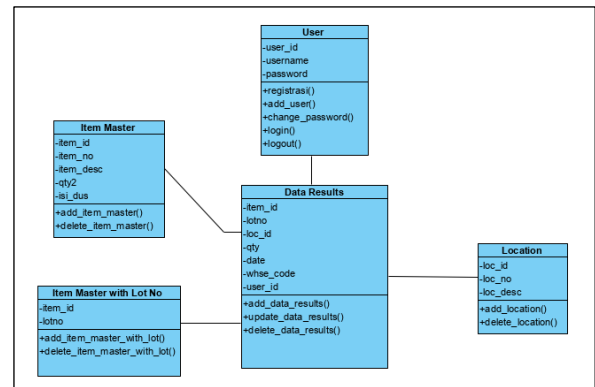 User
-user_id
-username
-password
+registrasi()
+add_user()
+change_password()
+login()
+logout()
Item Master
-item_id
-item_no
-item_desc
-qty2
-isi_dus
+add_item_master()
+delete_item_master()
Data Results
-item_id
-lotno
-loc_id
-qty
-date
-whse_code
-user_id
+add_data_results()
+update_data_results()
+delete_data_results()
Location
-loc_id
-loc_no
-loc_desc
+add_location()
+delete_location()
Item Master with Lot No
-item_id
-lotno
+add_item_master_with_lot()
+delete_item_master_with_lot()